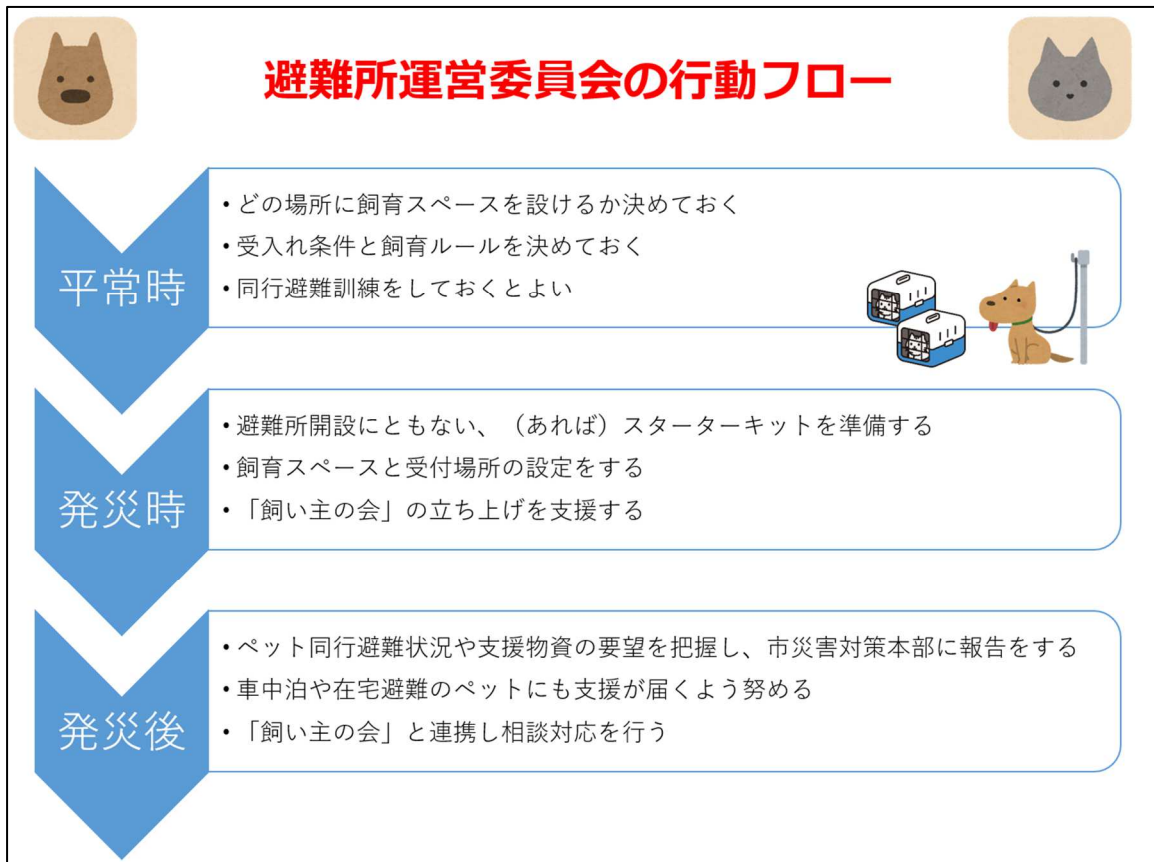 避難所運営委員会の行動フロー
平常時
• どの場所に飼育スペースを設けるか決めておく
• 受入れ条件と飼育ルールを決めておく
• 同行避難訓練をしておくとよい
発災時
• 避難所開設にともない、（あれば）スターターキットを準備する
• 飼育スペースと受付場所の設定をする
• 「飼い主の会」の立ち上げを支援する
発災後
• ペット同行避難状況や支援物資の要望を把握し、市災害対策本部に報告をする
• 車中泊や在宅避難のペットにも支援が届くよう努める
• 「飼い主の会」と連携し相談対応を行う